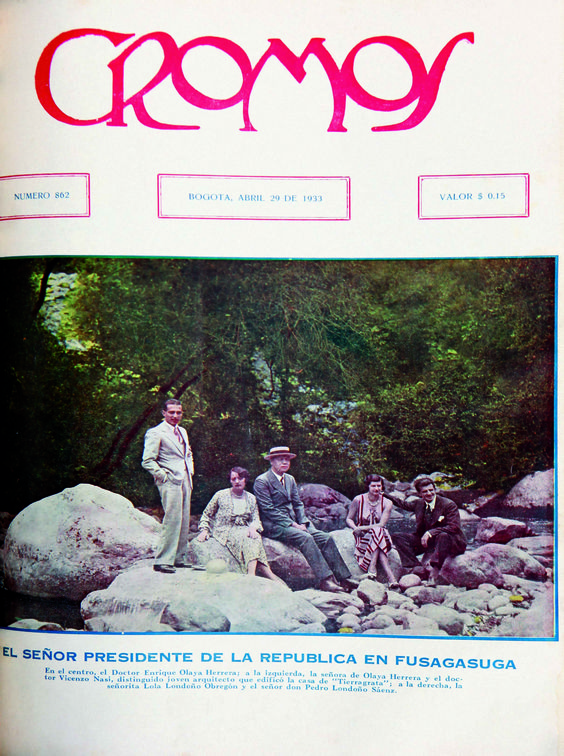 CROMOS
NUMERO 862
BOGOTA, ABRIL 29 DE 1933
VALOR $ 0.15
EL SEÑOR PRESIDENTE DE LA REPUBLICA EN FUSAGASUGA
En el centro, el Doctor Enrique Olaya Herrera; a la izquierda, la señora de Olaya Herrera y el doc-
tor Vicenzo Nasi, distinguido joven arquitecto que edificó la casa de "Tierragrata"; a la derecha, la
señorita Lola Londoño Obregón y el señor don Pedro Londoño Sáenz.